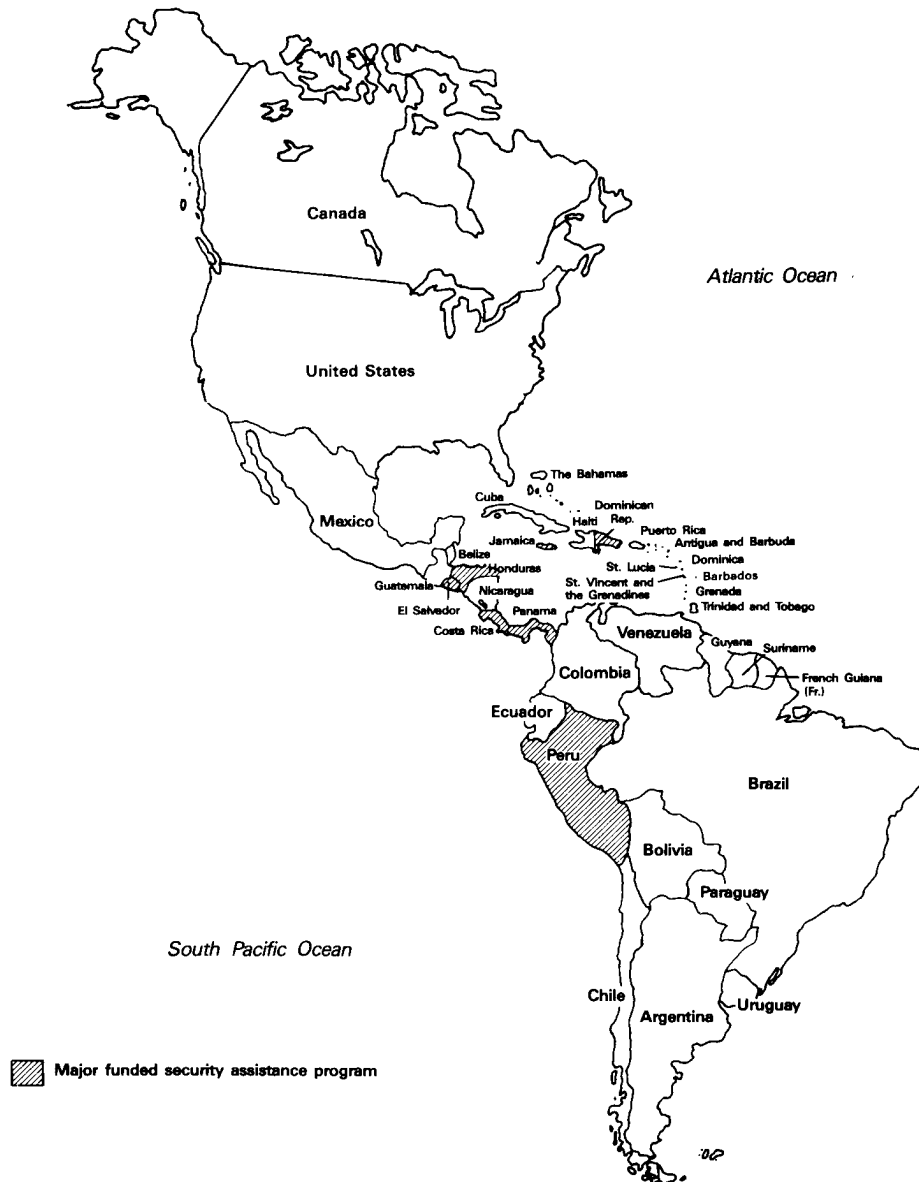 Canada
Atlantic Ocean
United States
The Bahamas
Cuba
Dominican
Rep.
Haiti
Mexico
Puerto Rica
Jamaica
Antigua and Barbuda
Belize
Dominica
Honduras
St. Lucia
Barbados
Guatemala
Nicaragua
St. Vincent and
the Grenadines
Grenada
El Salvador
Panama
Trinidad and Tobago
Costa Rica
Venezuela
Guyana
Suriname
Colombia
French Guiana
(Fr.)
Ecuador
Peru
Brazil
Bolivia
Paraguay
South Pacific Ocean
Chile
Uruguay
Argentina
Major funded security assistance program